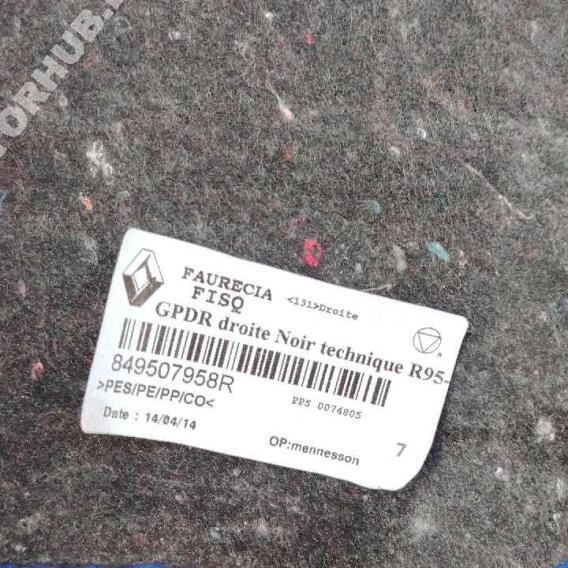 TORHUB.
FAURECIA
FISQ <131>Droite
GPDR droite Noir technique R95-
849507958R
PPS 0074805
>PES/PE/PP/CO<
Date : 14/04/14
OP:mennesson 7